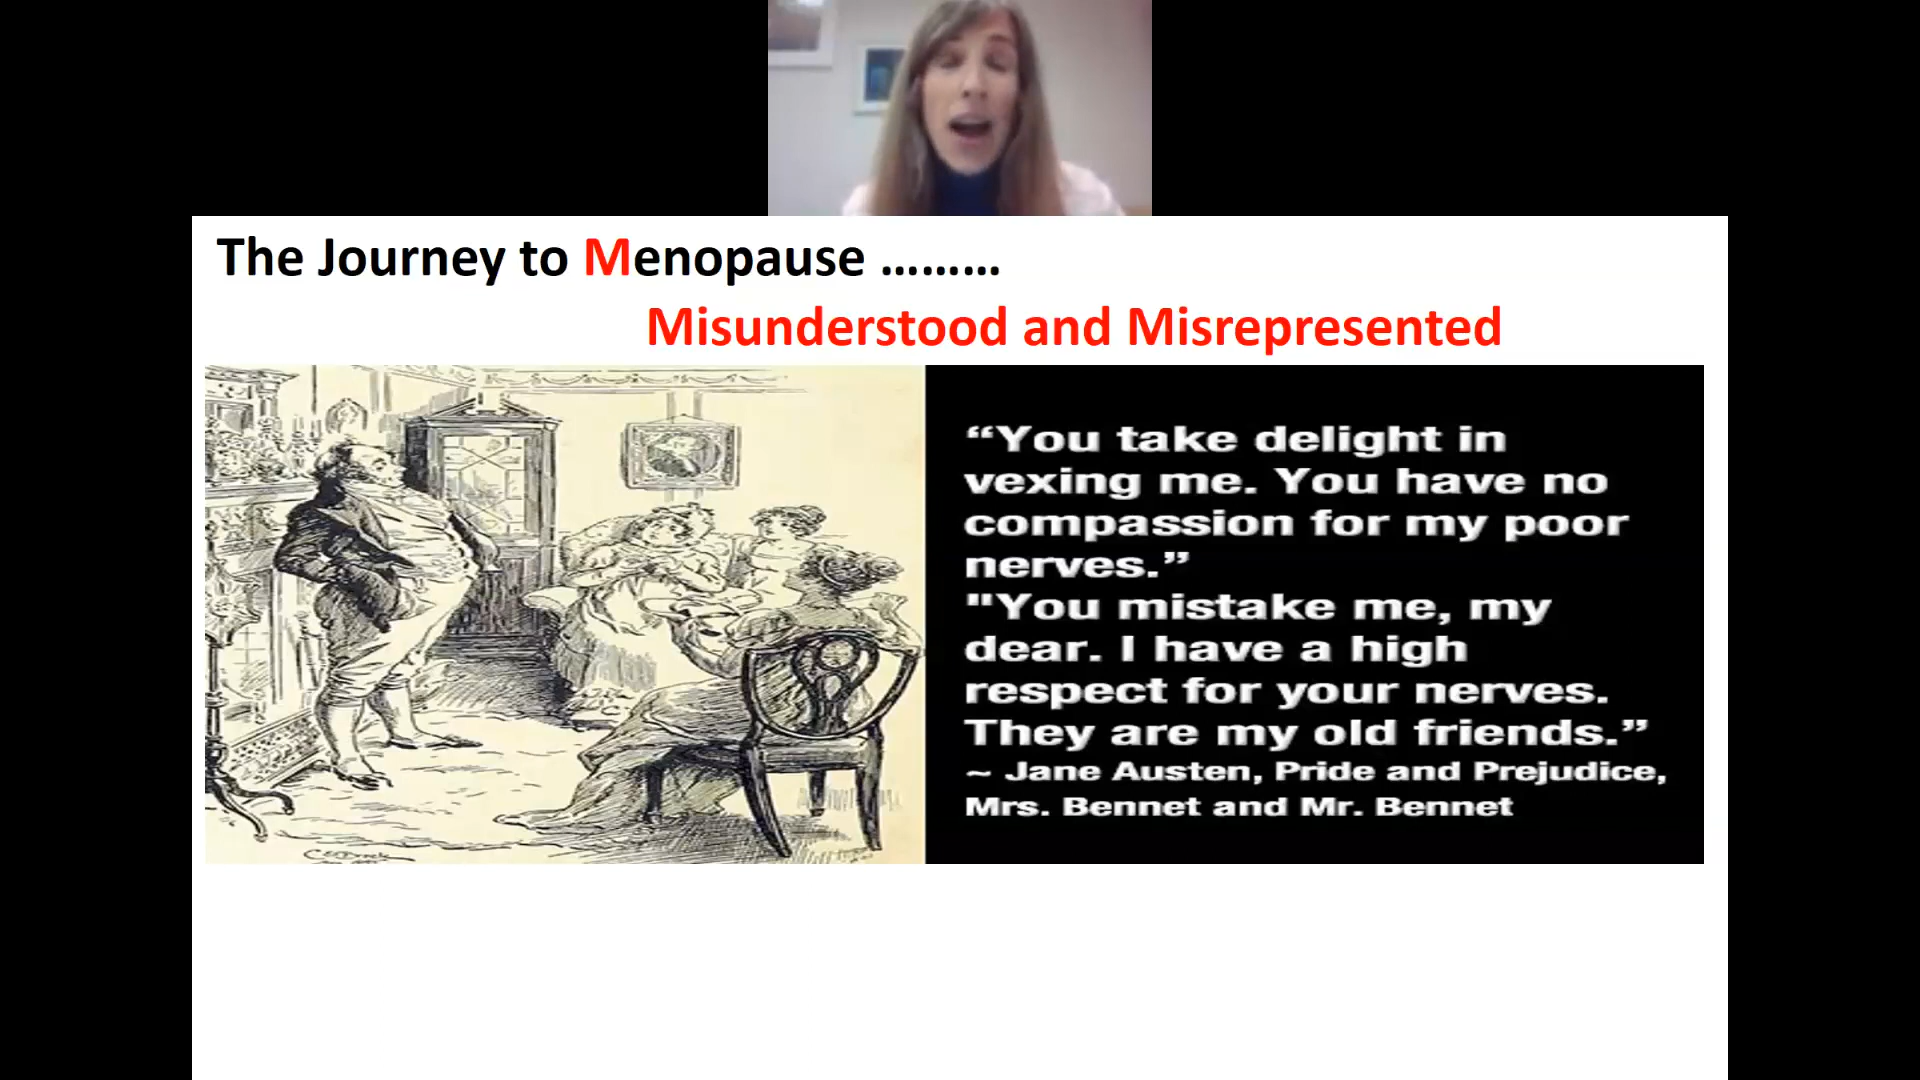 The Journey to Menopause .........
Misunderstood and Misrepresented
“You take delight in
vexing me. You have no
compassion for my poor
nerves.”
"You mistake me, my
dear. I have a high
respect for your nerves.
They are my old friends.”
~ Jane Austen, Pride and Prejudice,
Mrs. Bennet and Mr. Bennet